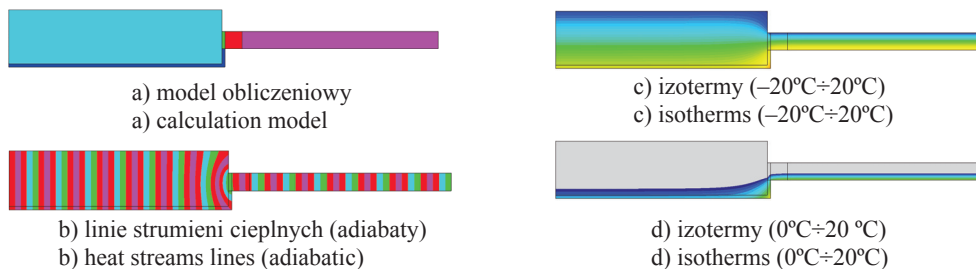 a) model obliczeniowy
a) calculation model
c) izotermy (–20ºC÷20ºC)
c) isotherms (–20ºC÷20ºC)
b) linie strumieni cieplnych (adiabaty)
b) heat streams lines (adiabatic)
d) izotermy (0ºC÷20 ºC)
d) isotherms (0ºC÷20ºC)